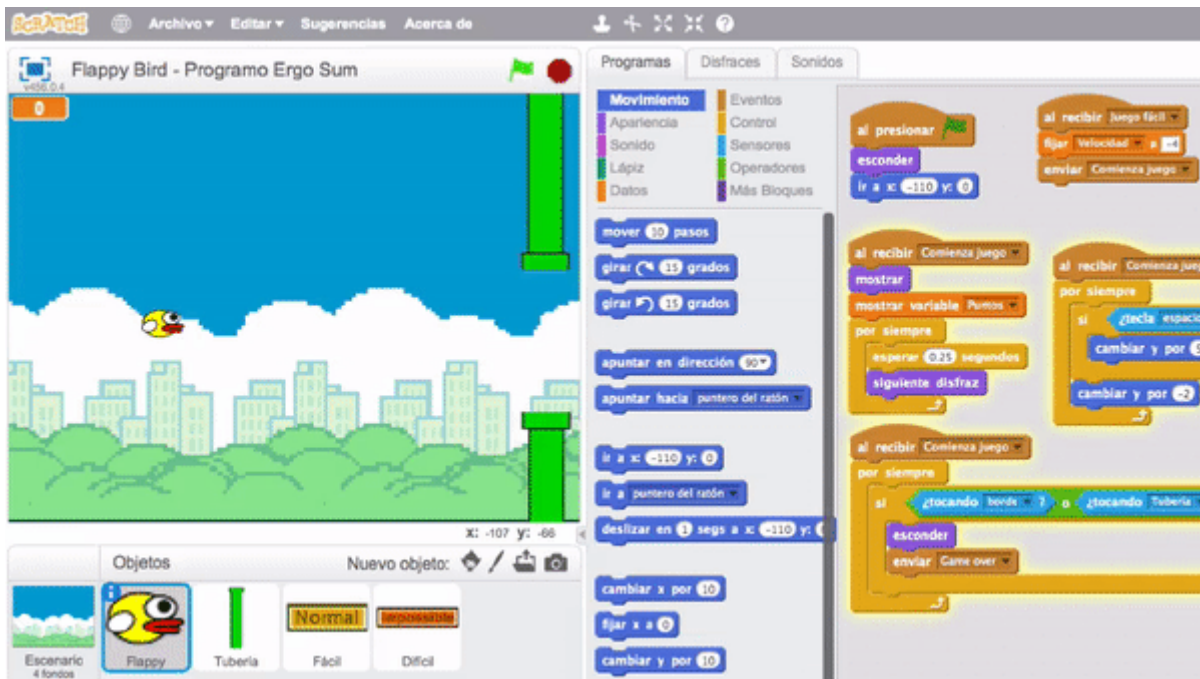 SCRATCH
Archivo Editar Sugerencias Acerca de
Flappy Bird - Programo Ergo Sum
v456.0.4
0
x: -107 y: -66
Objetos
Nuevo objeto:
Escenario
4 fondos
Flappy
Tubería
Normal
Fácil
Impossible
Difícil
Programas
Disfraces
Sonidos
Movimiento
Apariencia
Sonido
Lápiz
Datos
Eventos
Control
Sensores
Operadores
Más Bloques
mover 10 pasos
girar 15 grados
girar 15 grados
apuntar en dirección 90
apuntar hacia puntero del ratón
ir a x: -110 y: 0
ir a puntero del ratón
deslizar en 1 segs a x: -110 y:
cambiar x por 10
fijar x a 0
cambiar y por 10
al presionar
esconder
ir a x: -110 y: 0
al recibir Juego fácil
fijar Velocidad a -4
enviar Comienza juego
al recibir Comienza juego
mostrar
mostrar variable Puntos
por siempre
esperar 0.25 segundos
siguiente disfraz
al recibir Comienza
por siempre
si ¿tecla espacio
cambiar y por
cambiar y por -2
al recibir Comienza juego
por siempre
si ¿tocando borde ? o ¿tocando Tubería
esconder
enviar Game over